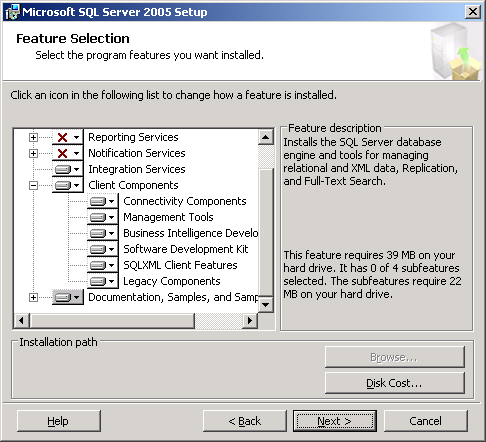 Microsoft SQL Server 2005 Setup
Feature Selection
Select the program features you want installed.
Click an icon in the following list to change how a feature is installed.
Reporting Services
Notification Services
Integration Services
Client Components
Connectivity Components
Management Tools
Business Intelligence Develo
Software Development Kit
SQLXML Client Features
Legacy Components
Documentation, Samples, and Samp
Feature description
Installs the SQL Server database
engine and tools for managing
relational and XML data, Replication,
and Full-Text Search.
This feature requires 39 MB on your
hard drive. It has 0 of 4 subfeatures
selected. The subfeatures require 22
MB on your hard drive.
Installation path
Browse...
Disk Cost...
Help
< Back
Next >
Cancel